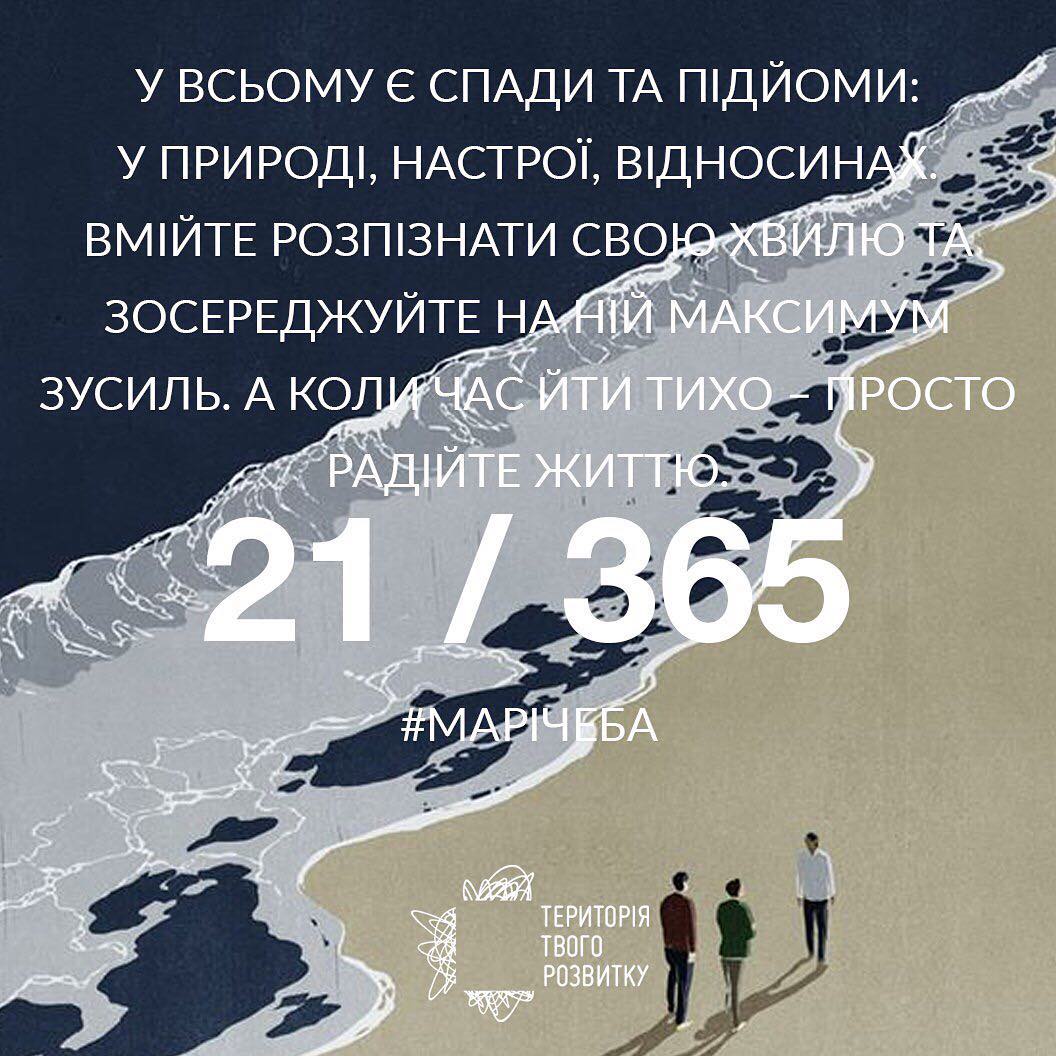 У ВСЬОМУ Є СПАДИ ТА ПІДЙОМИ:
У ПРИРОДІ, НАСТРОЇ, ВІДНОСИНАХ.
ВМІЙТЕ РОЗПІЗНАТИ СВОЮ ХВИЛЮ ТА
ЗОСЕРЕДЖУЙТЕ НА НІЙ МАКСИМУМ
ЗУСИЛЬ. А КОЛИ ЧАС ЙТИ ТИХО – ПРОСТО
РАДІЙТЕ ЖИТТЮ.
21 / 365
#МАРІЧЕБА
ТЕРИТОРІЯ
ТВОГО
РОЗВИТКУ